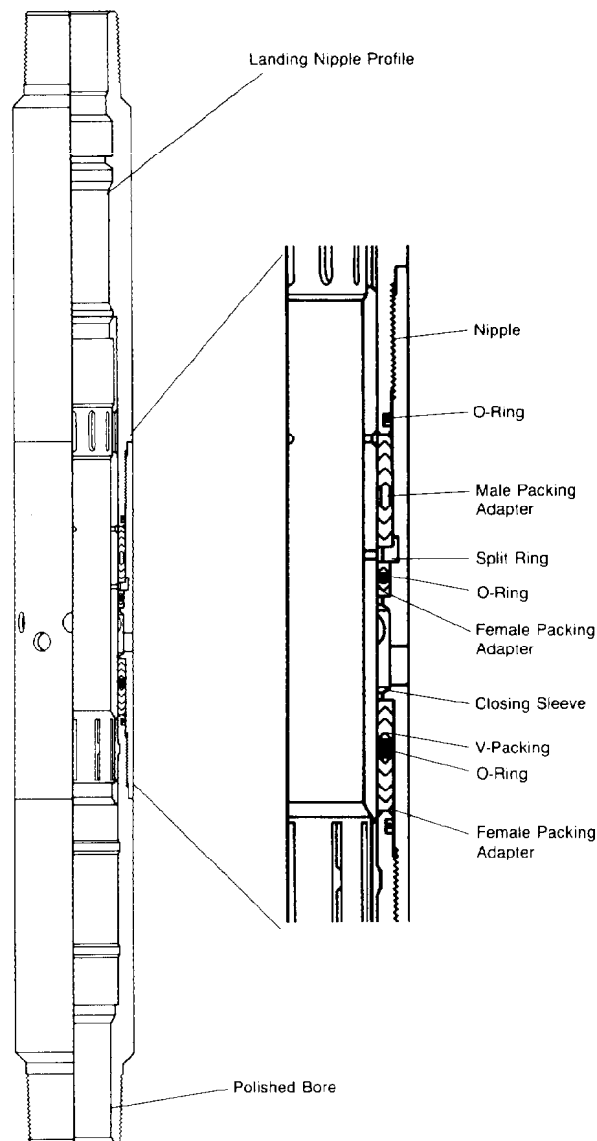 Landing Nipple Profile
Nipple
O-Ring
Male Packing
Adapter
Split Ring
O-Ring
Female Packing
Adapter
Closing Sleeve
V-Packing
O-Ring
Female Packing
Adapter
Polished Bore